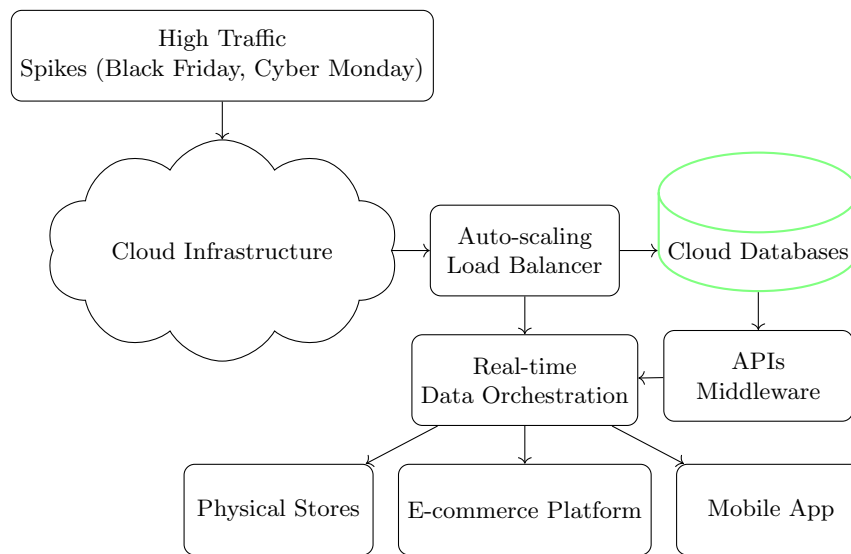 High Traffic
Spikes (Black Friday, Cyber Monday)
Cloud Infrastructure
Auto-scaling
Load Balancer
Cloud Databases
Real-time
Data Orchestration
APIs
Middleware
Physical Stores
E-commerce Platform
Mobile App